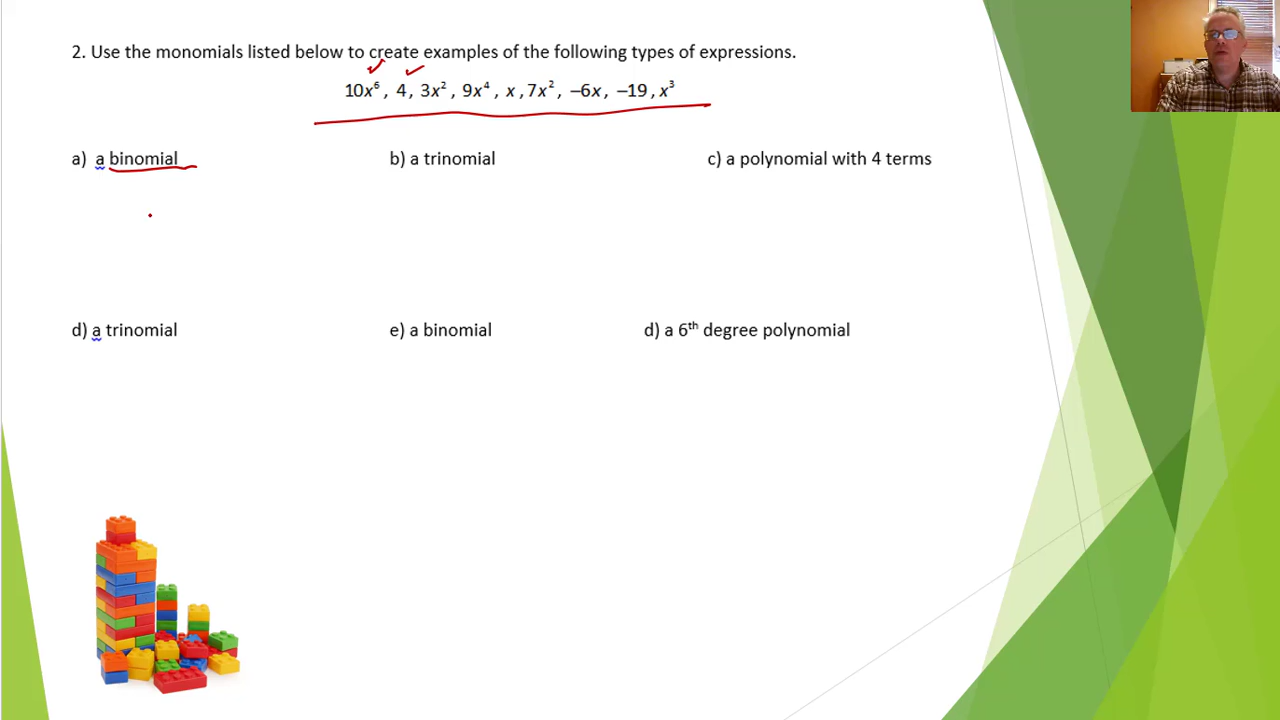 2. Use the monomials listed below to create examples of the following types of expressions.
10x⁶, 4, 3x², 9x⁴, x, 7x², −6x, −19, x³
a) a binomial b) a trinomial c) a polynomial with 4 terms
d) a trinomial e) a binomial d) a 6th degree polynomial